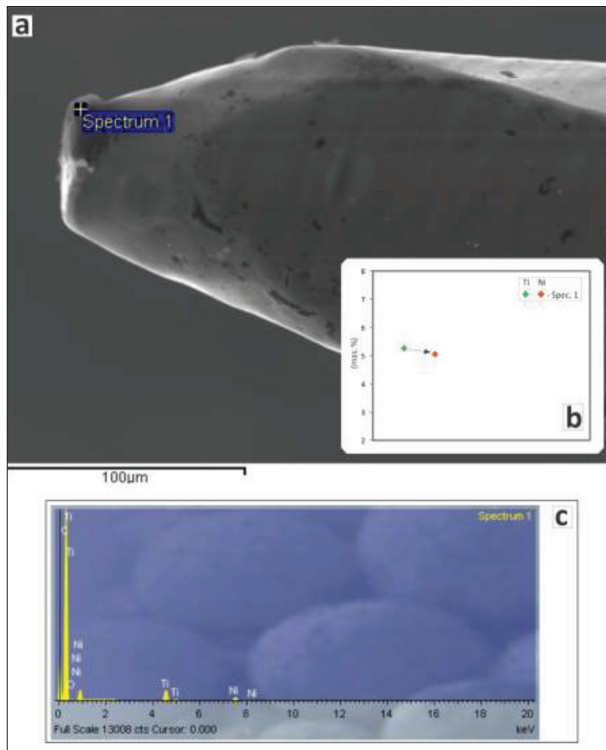 a
Spectrum 1
Ti Ni
- Spec. 1
8
7
6
5
4
3
2
(mas. %)
b
100µm
Spectrum 1
c
Ti
C
Ti
Ni
Ni
Ni
O
Ti
Ti
Ni
Ni
0 2 4 6 8 10 12 14 16 18 20
Full Scale 13008 cts Cursor: 0.000 keV